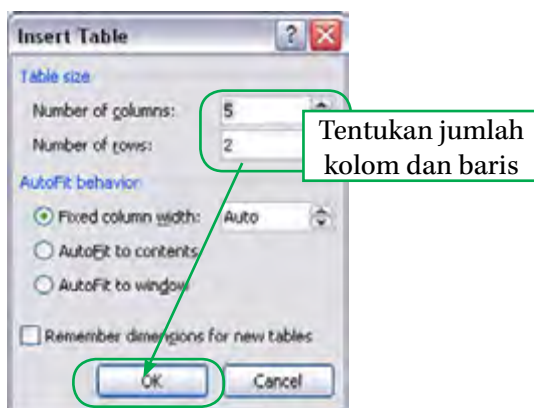 Insert Table
Table size
Number of columns: 5
Number of rows: 2
Tentukan jumlah
kolom dan baris
AutoFit behavior
Fixed column width: Auto
AutoFit to contents
AutoFit to window
Remember dimensions for new tables
OK Cancel